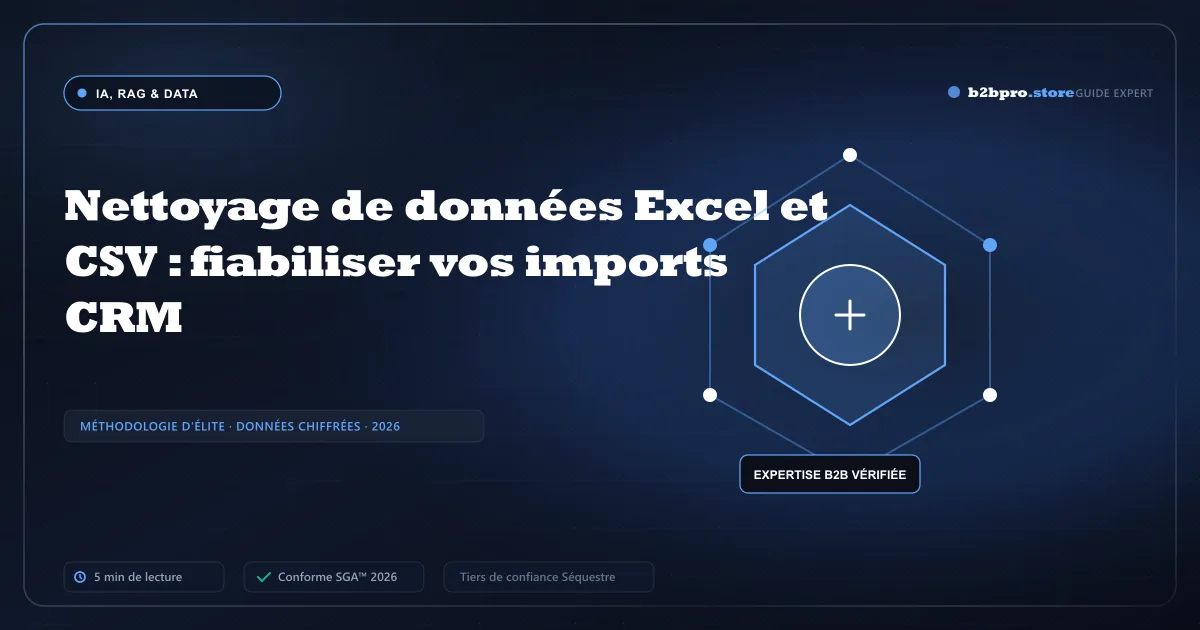 IA, RAG & DATA
b2bpro.store GUIDE EXPERT
Nettoyage de données Excel et
CSV : fiabiliser vos imports
CRM
MÉTHODOLOGIE D'ÉLITE · DONNÉES CHIFFRÉES · 2026
EXPERTISE B2B VÉRIFIÉE
5 min de lecture
Conforme SGA™ 2026
Tiers de confiance Séquestre